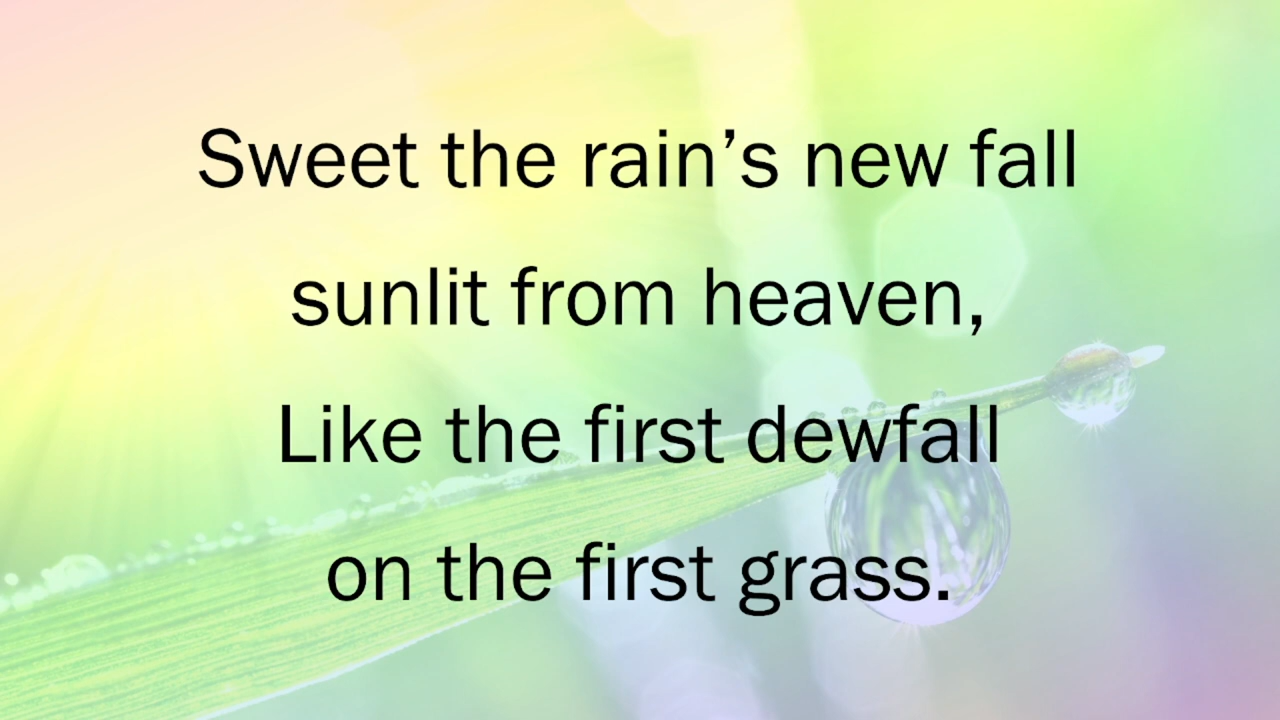 Sweet the rain’s new fall
sunlit from heaven,
Like the first dewfall
on the first grass.